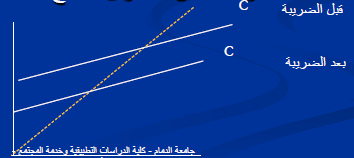 C قبل الضريبة
C بعد الضريبة
جامعة الدمام - كلية الدراسات التطبيقية وخدمة المجتمع -